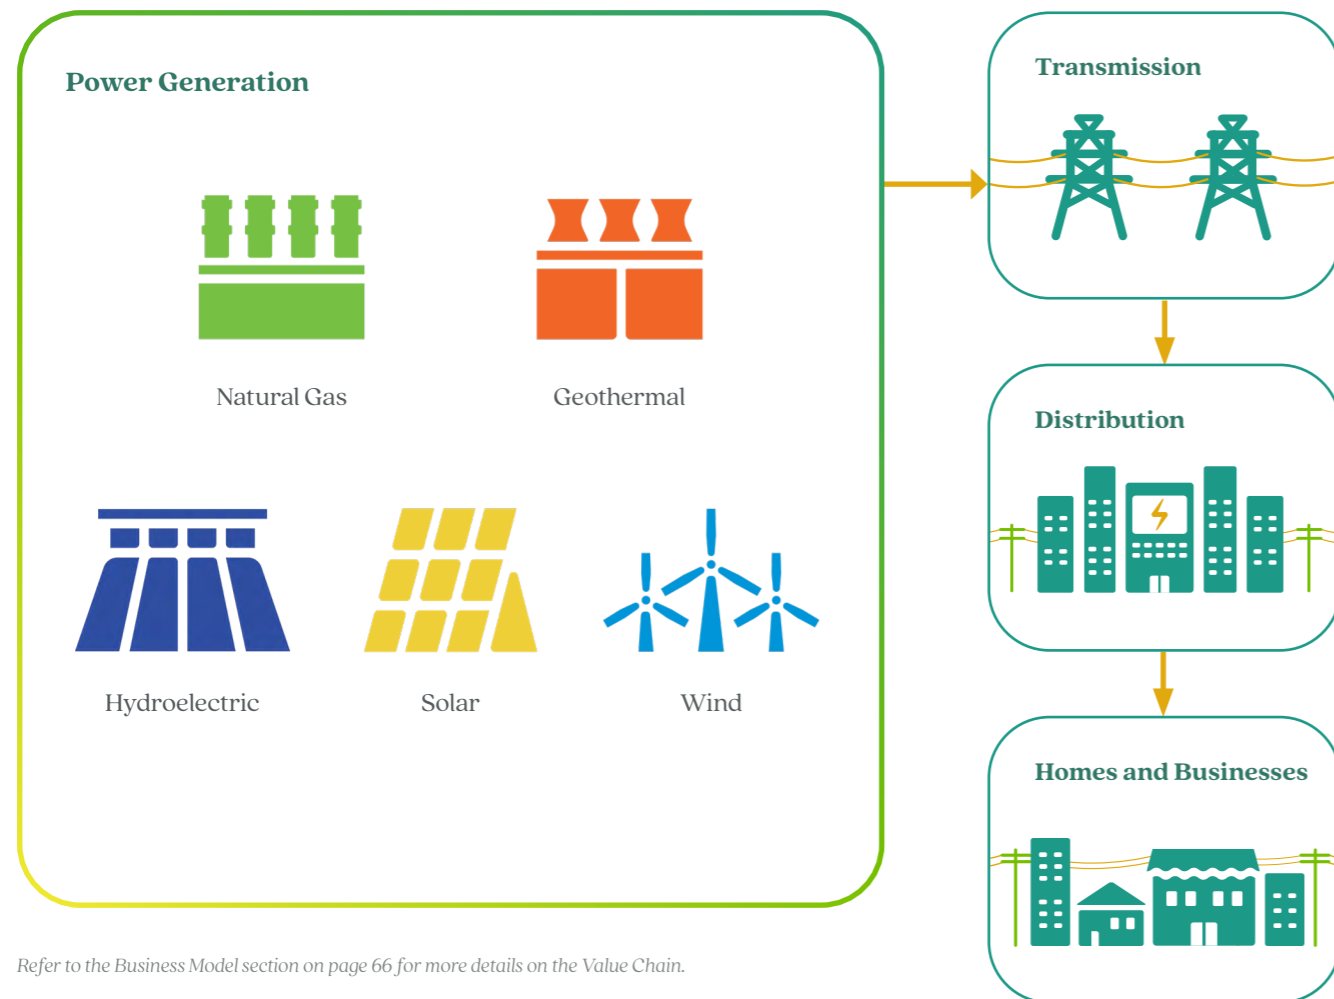 Power Generation
Natural Gas
Geothermal
Hydroelectric
Solar
Wind
Transmission
Distribution
Homes and Businesses
Refer to the Business Model section on page 66 for more details on the Value Chain.